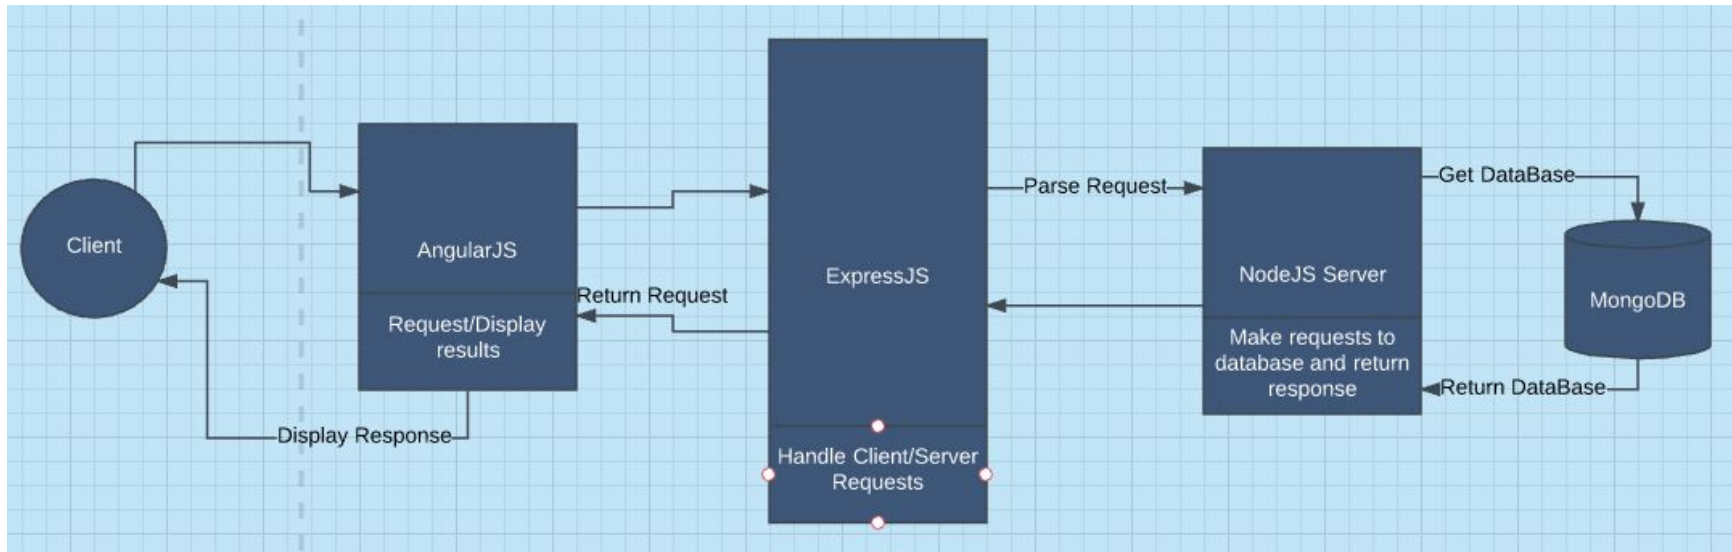 Client
AngularJS
Request/Display
results
Display Response
Return Request
ExpressJS
Handle Client/Server
Requests
Parse Request
NodeJS Server
Make requests to
database and return
response
Get DataBase
MongoDB
Return DataBase